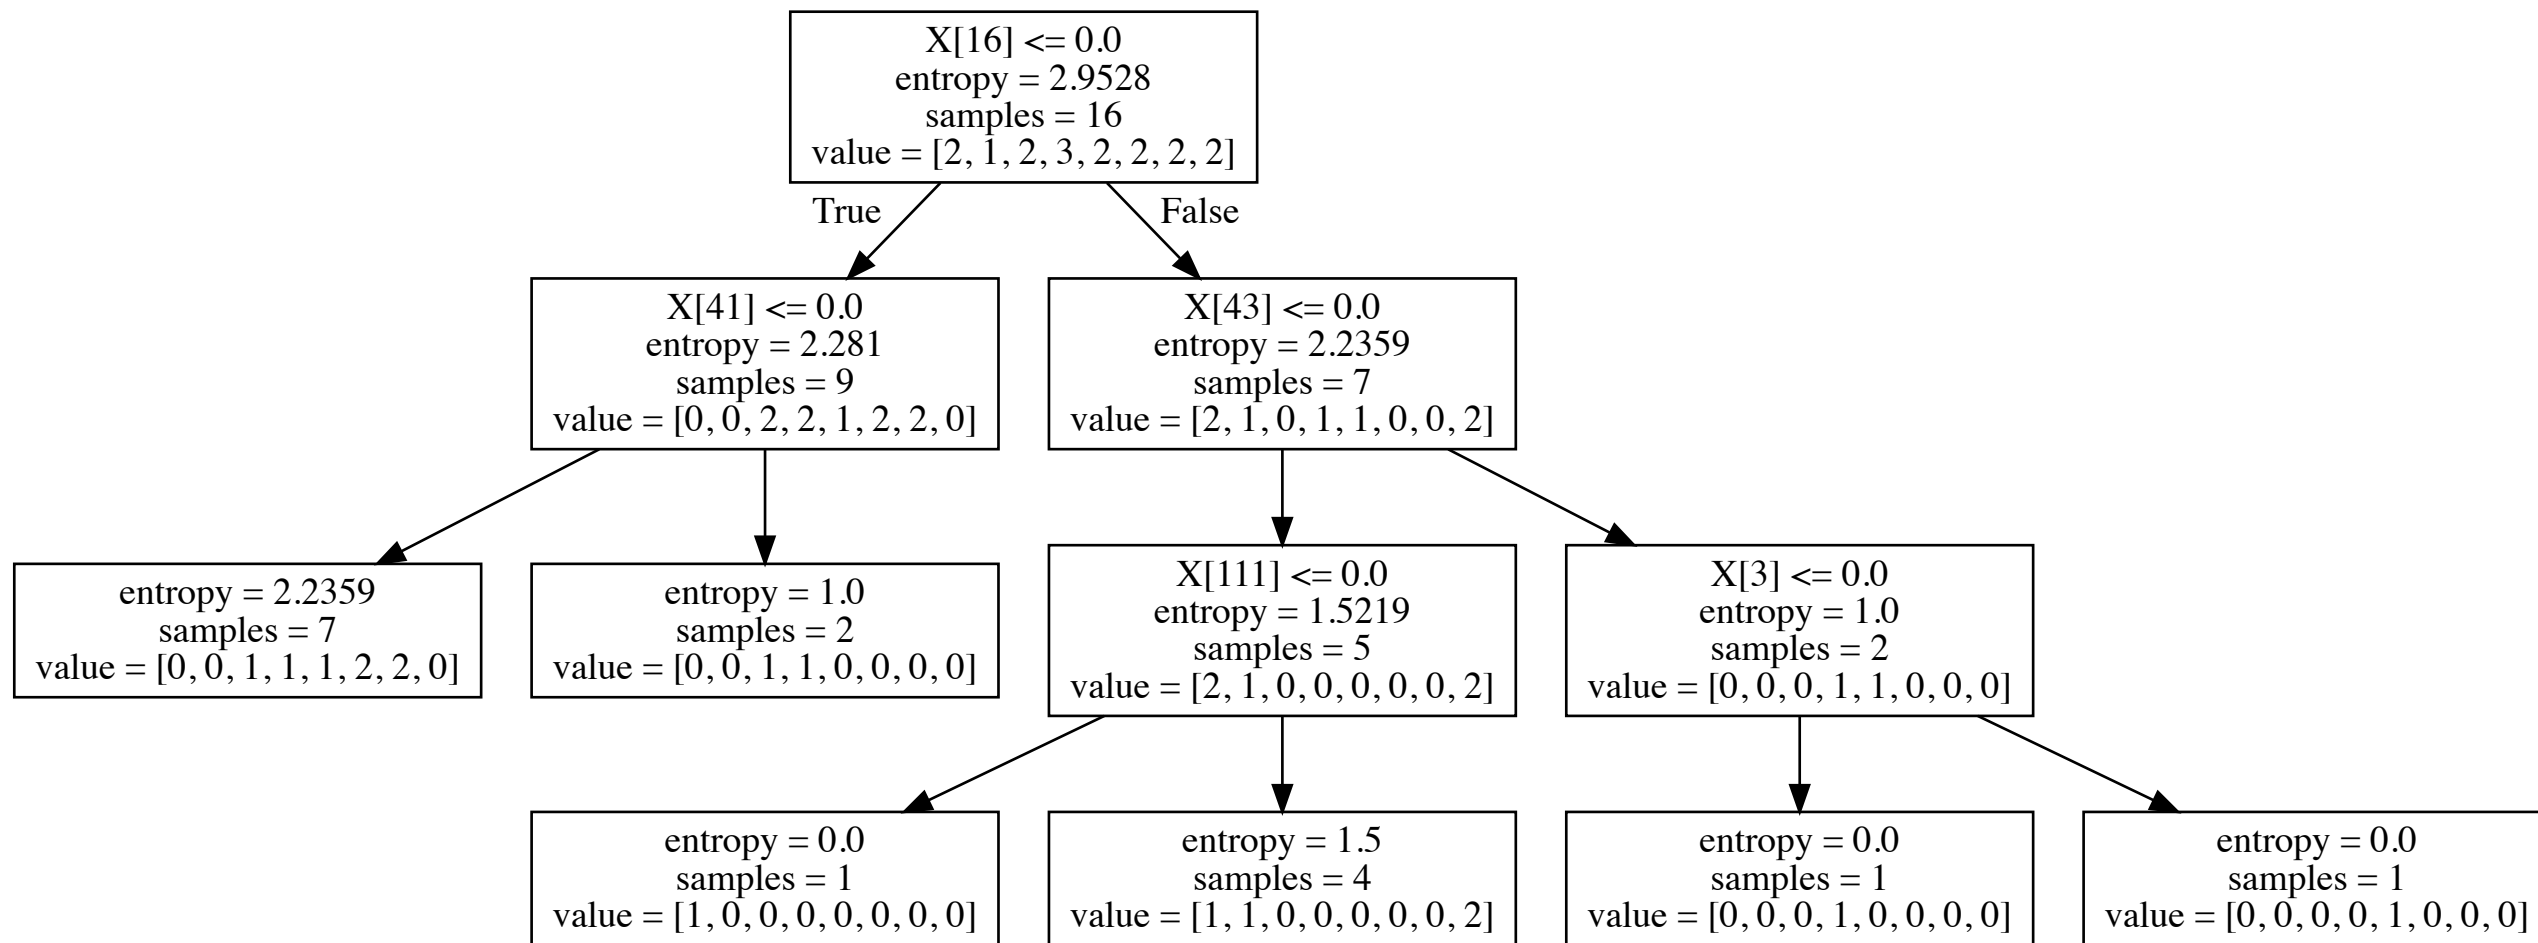 X[16] <= 0.0
entropy = 2.9528
samples = 16
value = [2, 1, 2, 3, 2, 2, 2, 2]
True
False
X[41] <= 0.0
entropy = 2.281
samples = 9
value = [0, 0, 2, 2, 1, 2, 2, 0]
X[43] <= 0.0
entropy = 2.2359
samples = 7
value = [2, 1, 0, 1, 1, 0, 0, 2]
entropy = 2.2359
samples = 7
value = [0, 0, 1, 1, 1, 2, 2, 0]
entropy = 1.0
samples = 2
value = [0, 0, 1, 1, 0, 0, 0, 0]
X[111] <= 0.0
entropy = 1.5219
samples = 5
value = [2, 1, 0, 0, 0, 0, 0, 2]
X[3] <= 0.0
entropy = 1.0
samples = 2
value = [0, 0, 0, 1, 1, 0, 0, 0]
entropy = 0.0
samples = 1
value = [1, 0, 0, 0, 0, 0, 0, 0]
entropy = 1.5
samples = 4
value = [1, 1, 0, 0, 0, 0, 0, 2]
entropy = 0.0
samples = 1
value = [0, 0, 0, 1, 0, 0, 0, 0]
entropy = 0.0
samples = 1
value = [0, 0, 0, 0, 1, 0, 0, 0]